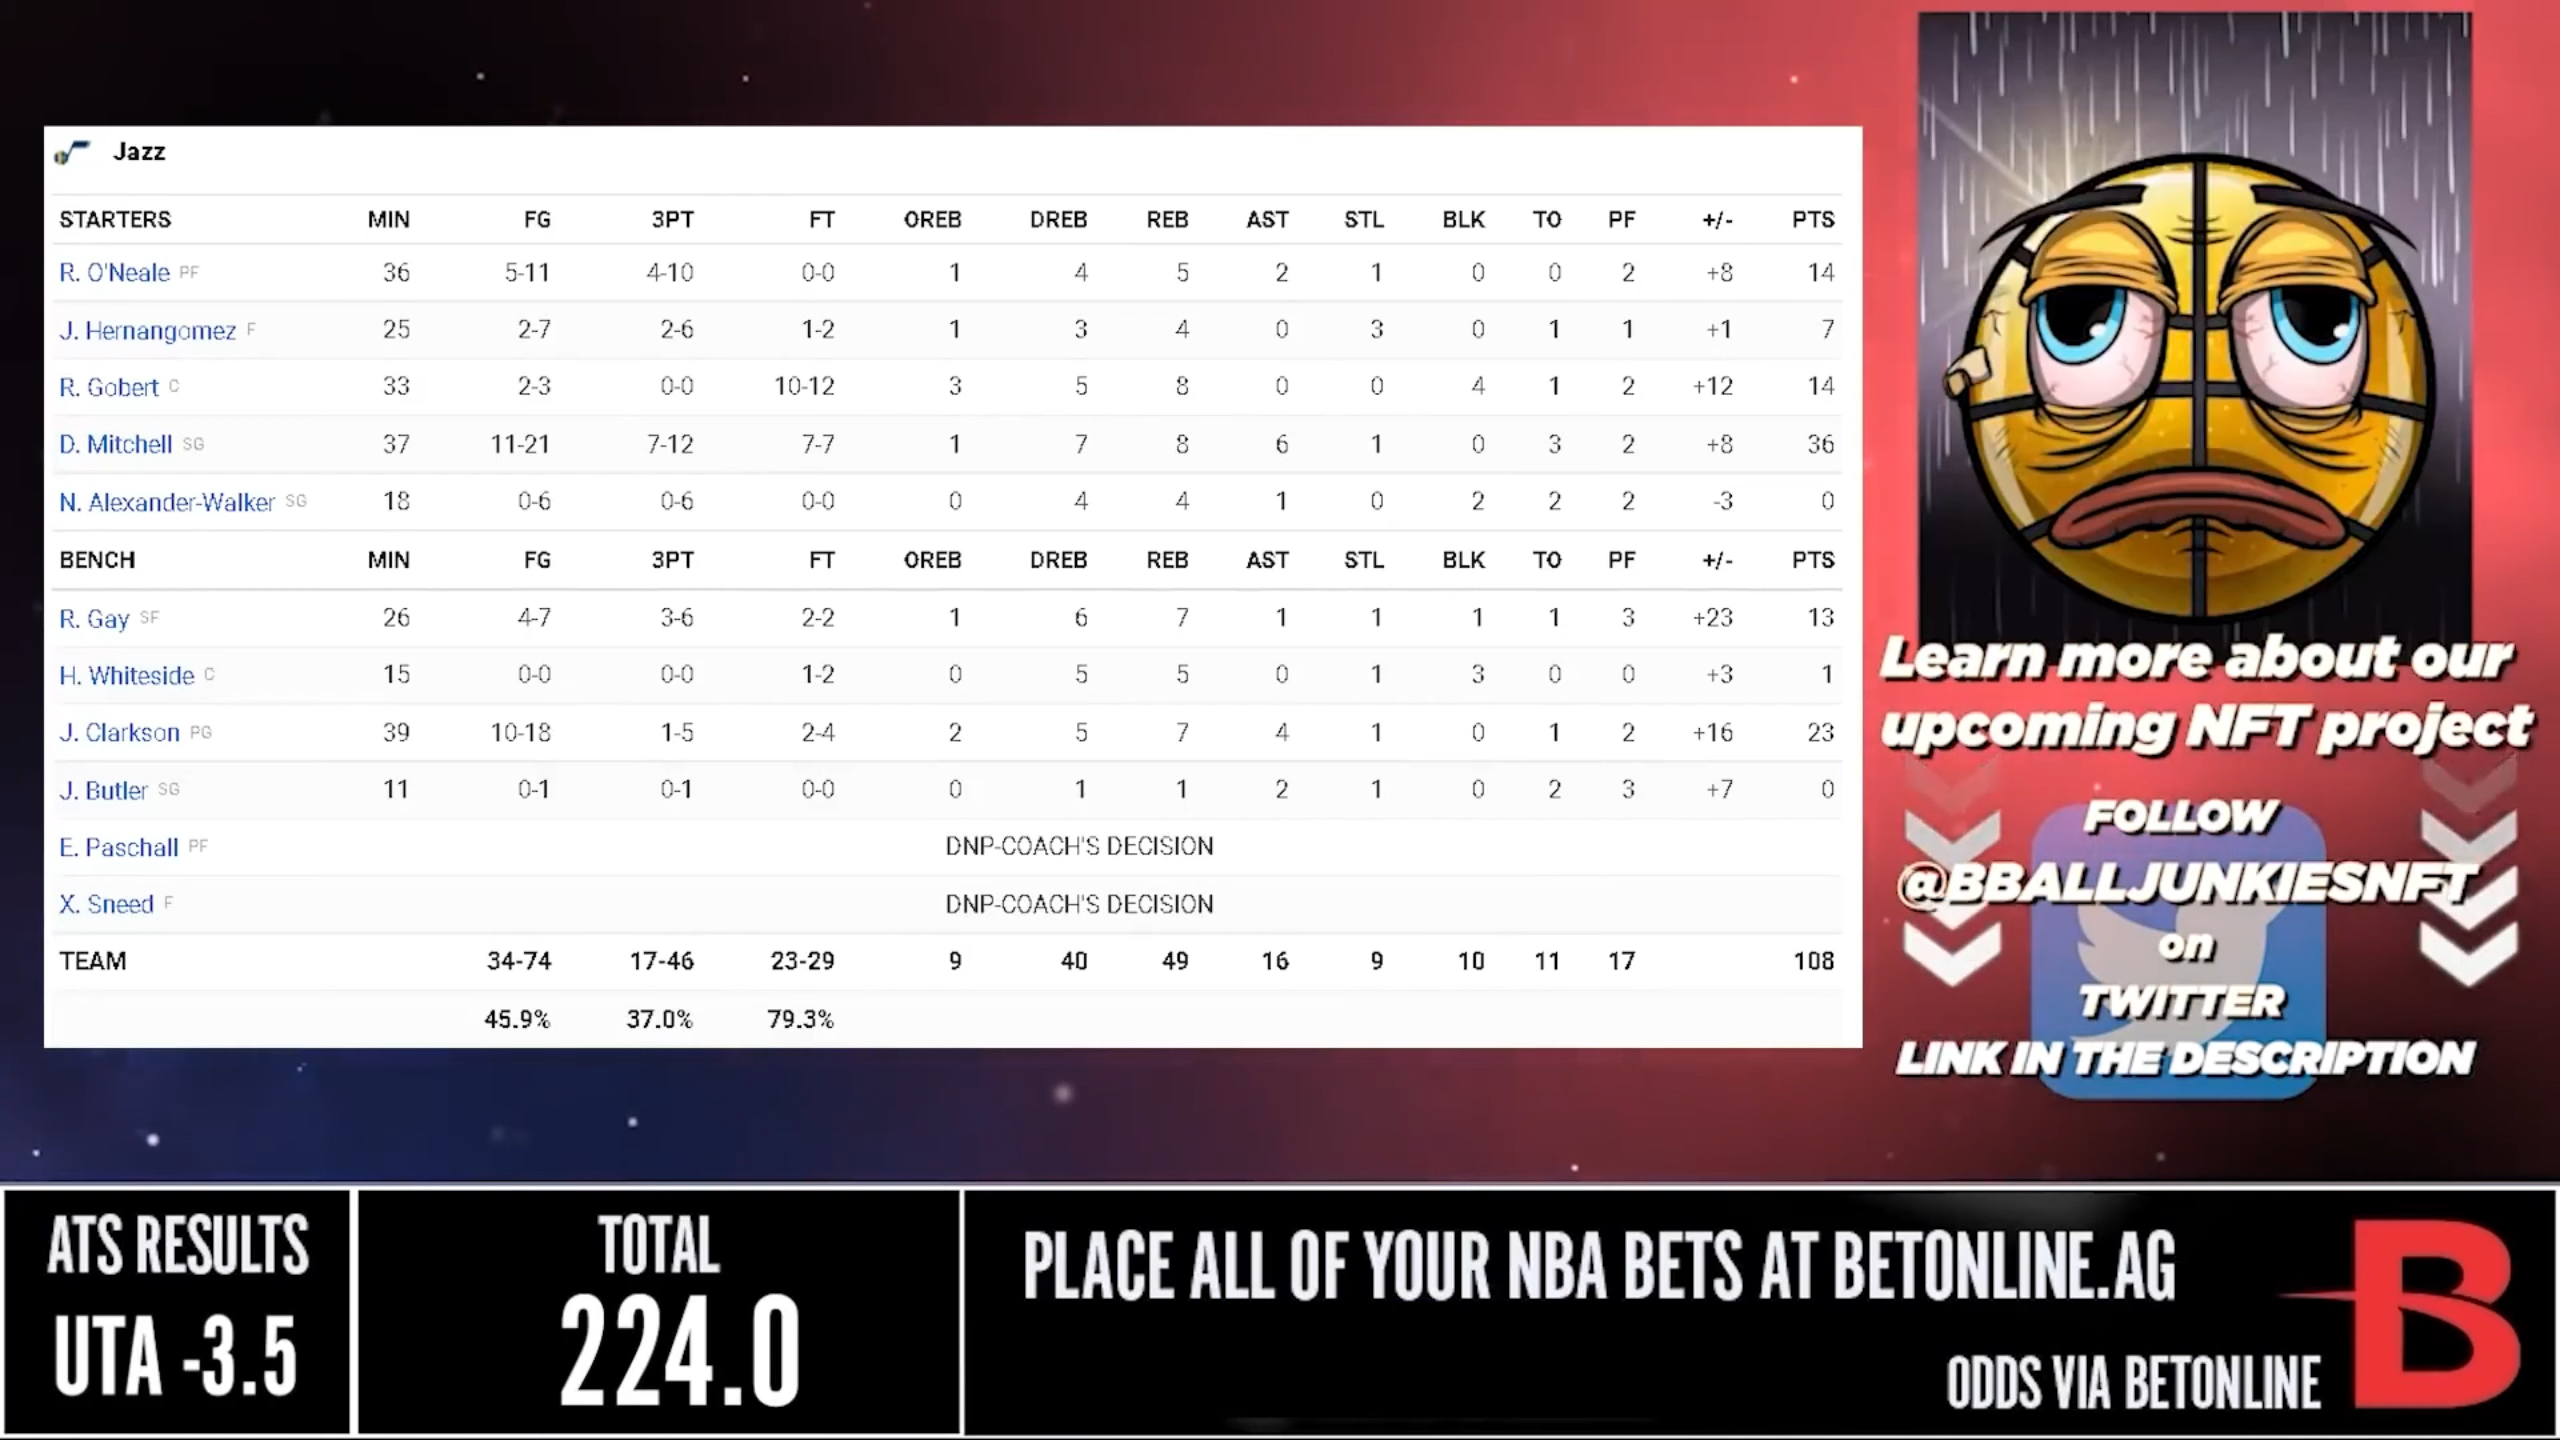 Jazz
STARTERS MIN FG 3PT FT OREB DREB REB AST STL BLK TO PF +/- PTS
R. O'Neale PF 36 5-11 4-10 0-0 1 4 5 2 1 0 0 2 +8 14
J. Hernangomez F 25 2-7 2-6 1-2 1 3 4 0 3 0 1 1 +1 7
R. Gobert C 33 2-3 0-0 10-12 3 5 8 0 0 4 1 2 +12 14
D. Mitchell SG 37 11-21 7-12 7-7 1 7 8 6 1 0 3 2 +8 36
N. Alexander-Walker SG 18 0-6 0-6 0-0 0 4 4 1 0 2 2 2 -3 0
BENCH MIN FG 3PT FT OREB DREB REB AST STL BLK TO PF +/- PTS
R. Gay SF 26 4-7 3-6 2-2 1 6 7 1 1 1 1 3 +23 13
H. Whiteside C 15 0-0 0-0 1-2 0 5 5 0 1 3 0 0 +3 1
J. Clarkson PG 39 10-18 1-5 2-4 2 5 7 4 1 0 1 2 +16 23
J. Butler SG 11 0-1 0-1 0-0 0 1 1 2 1 0 2 3 +7 0
E. Paschall PF DNP-COACH'S DECISION
X. Sneed F DNP-COACH'S DECISION
TEAM 34-74 17-46 23-29 9 40 49 16 9 10 11 17 108
45.9% 37.0% 79.3%
Learn more about our
upcoming NFT project
FOLLOW
@BBALLJUNKIESNFT
on
TWITTER
LINK IN THE DESCRIPTION
ATS RESULTS
UTA -3.5
TOTAL
224.0
PLACE ALL OF YOUR NBA BETS AT BETONLINE.AG
ODDS VIA BETONLINE
B